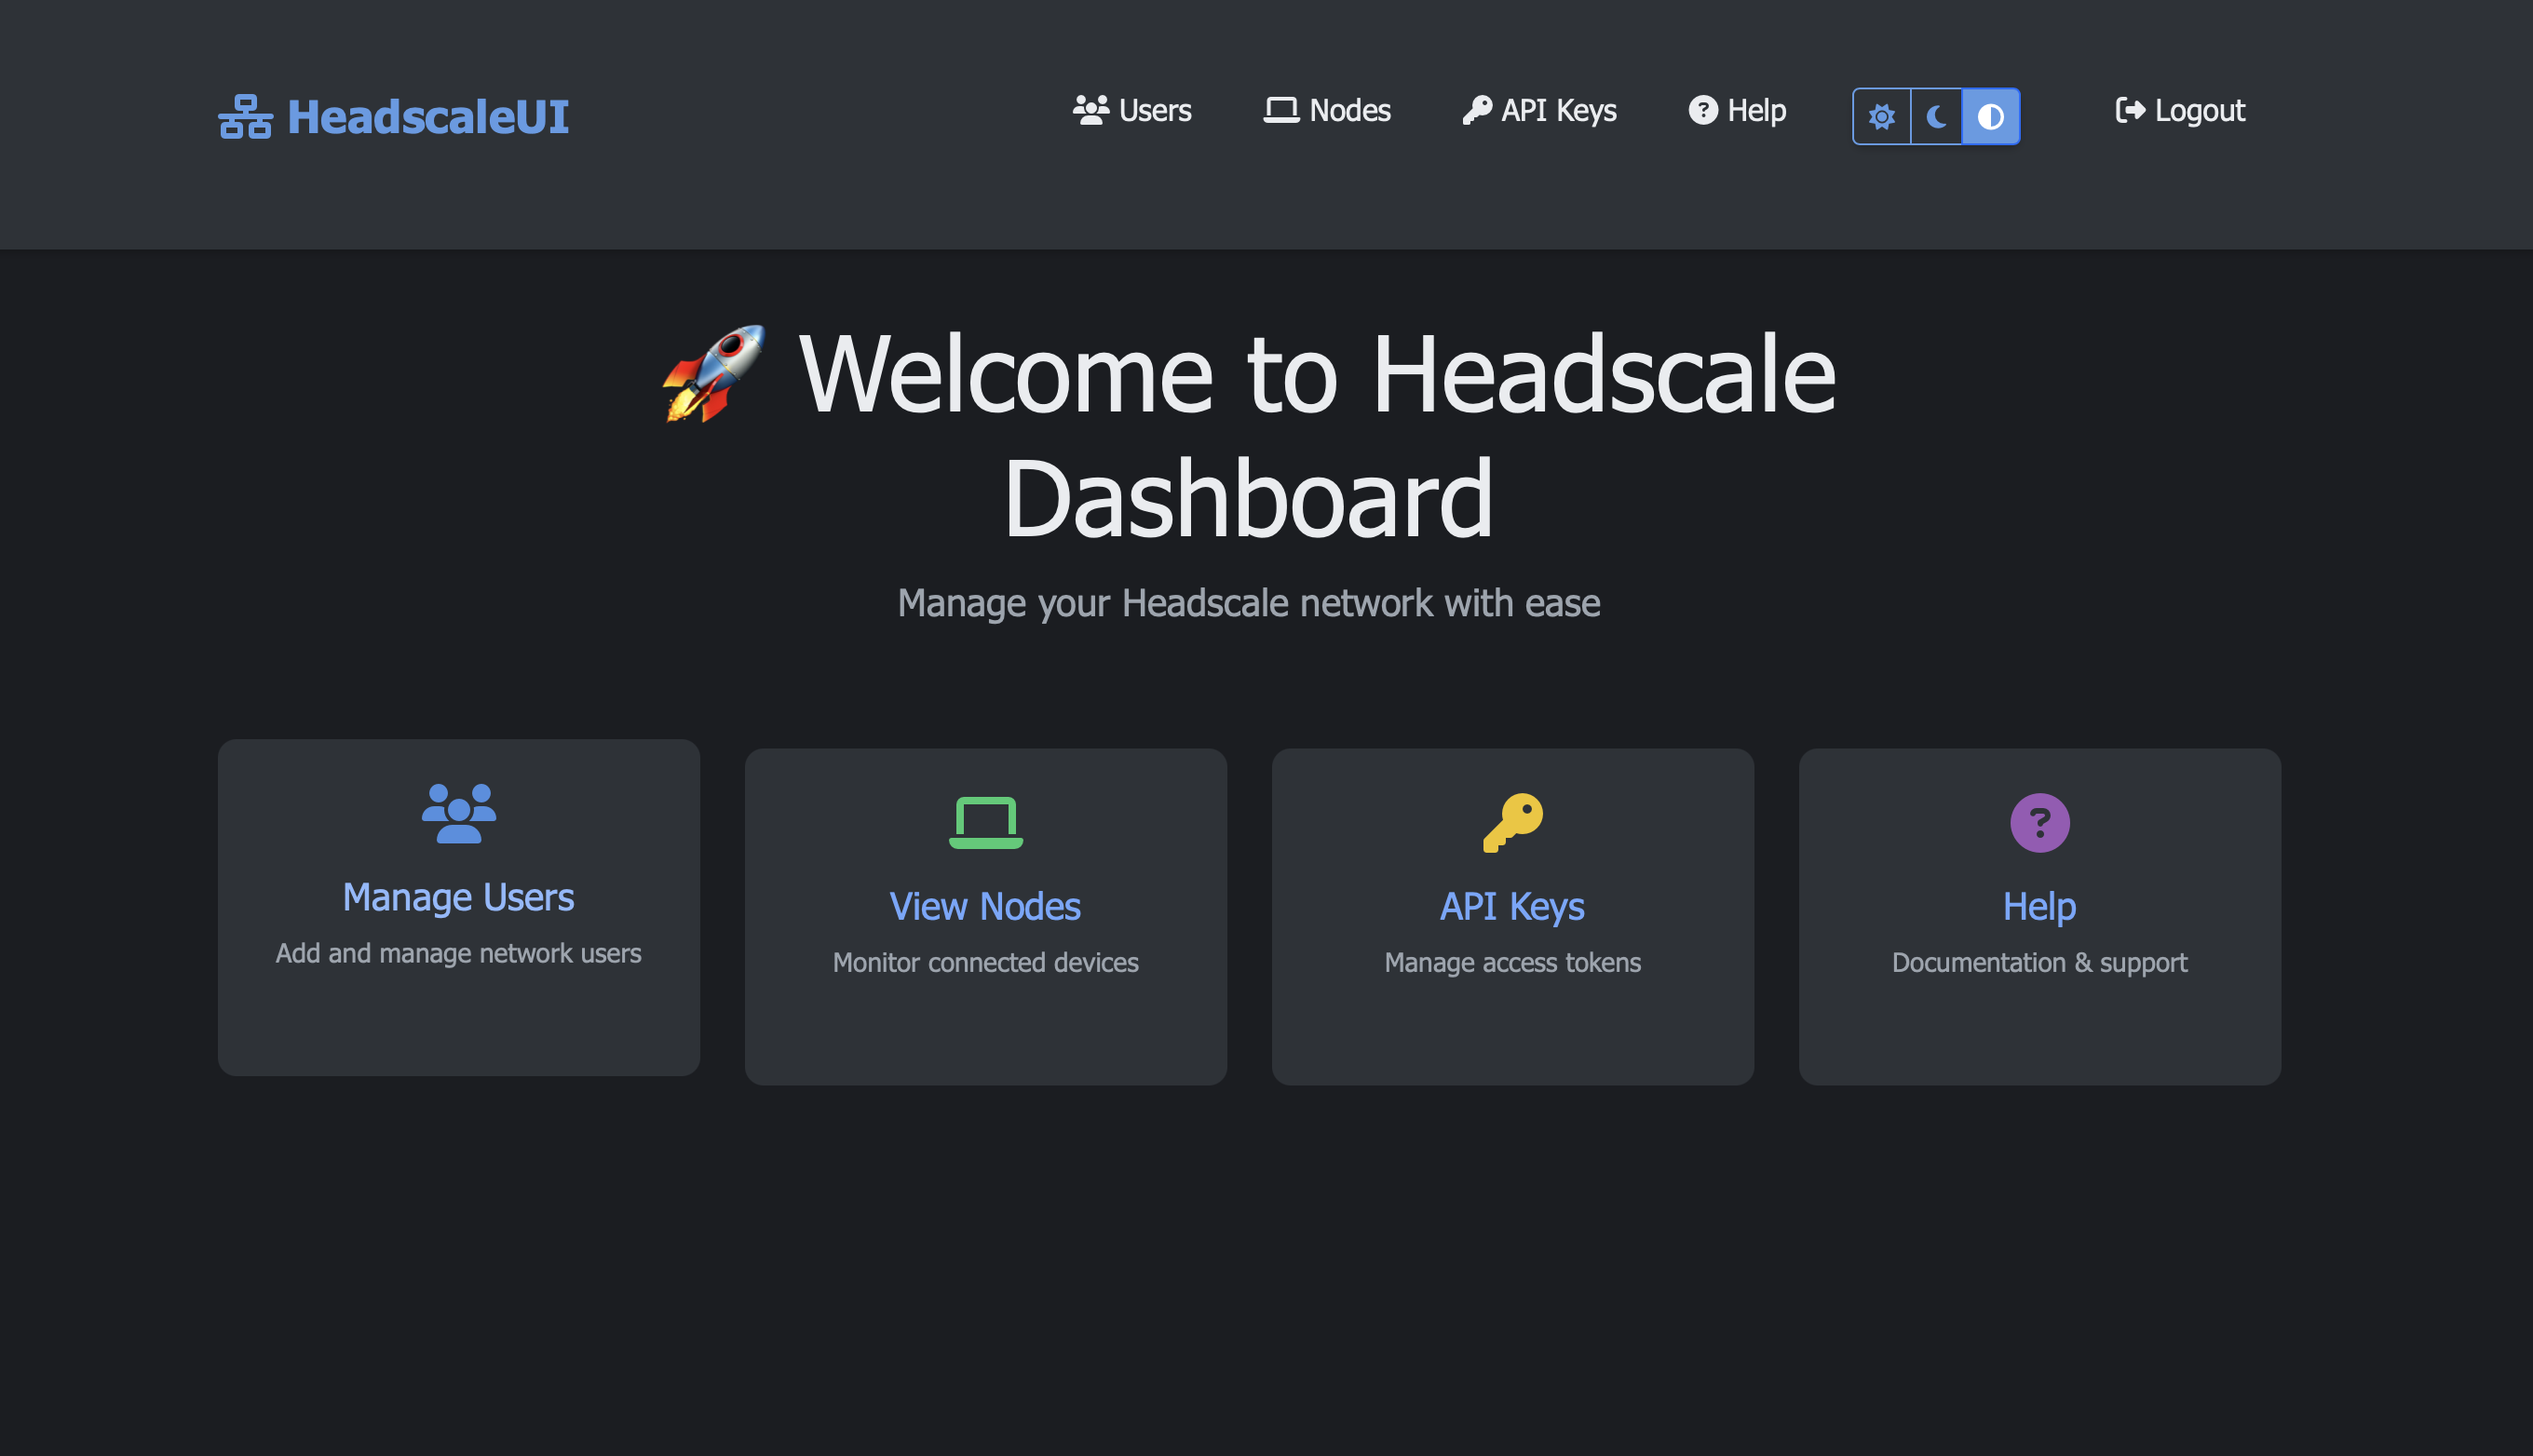 HeadscaleUI
Users
Nodes
API Keys
Help
Logout
Welcome to Headscale
Dashboard
Manage your Headscale network with ease
Manage Users
Add and manage network users
View Nodes
Monitor connected devices
API Keys
Manage access tokens
Help
Documentation & support